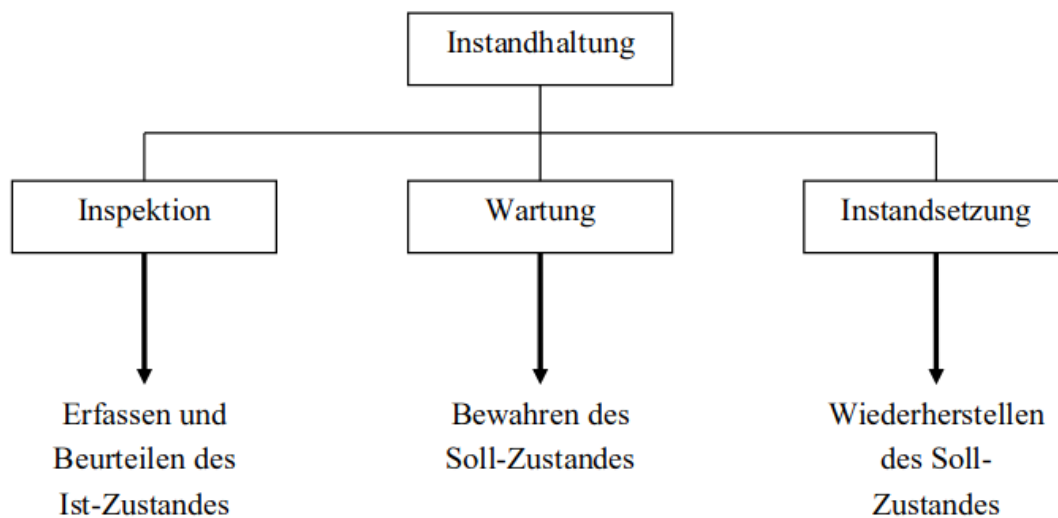 Instandhaltung
Inspektion
Wartung
Instandsetzung
Erfassen und
Beurteilen des
Ist-Zustandes
Bewahren des
Soll-Zustandes
Wiederherstellen
des Soll-
Zustandes